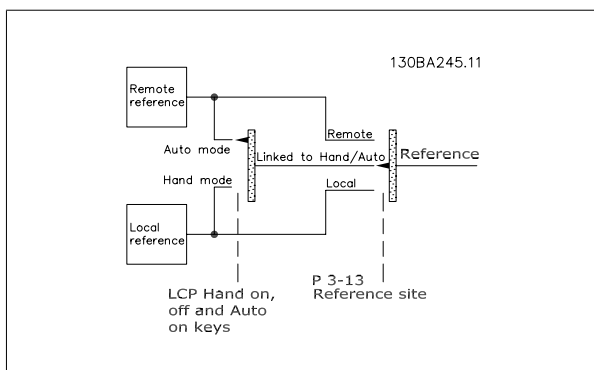 130BA245.11
Remote
reference
Remote
Auto mode
Linked to Hand/Auto
Reference
Hand mode
Local
Local
reference
LCP Hand on,
off and Auto
on keys
P 3-13
Reference site